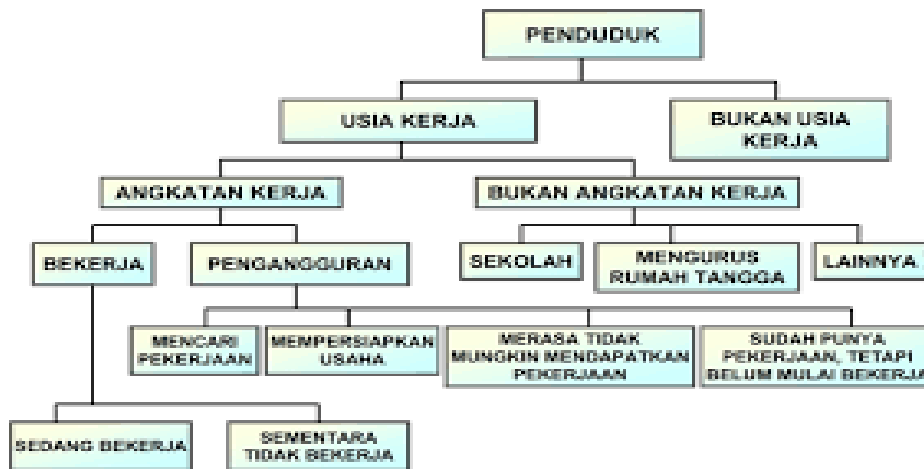 PENDUDUK
USIA KERJA
BUKAN USIA
KERJA
ANGKATAN KERJA
BUKAN ANGKATAN KERJA
BEKERJA
PENGANGGURAN
SEKOLAH
MENGURUS
RUMAH TANGGA
LAINNYA
MENCARI
PEKERJAAN
MEMPERSIAPKAN
USAHA
MERASA TIDAK
MUNGKIN MENDAPATKAN
PEKERJAAN
SUDAH PUNYA
PEKERJAAN, TETAPI
BELUM MULAI BEKERJA
SEDANG BEKERJA
SEMENTARA
TIDAK BEKERJA